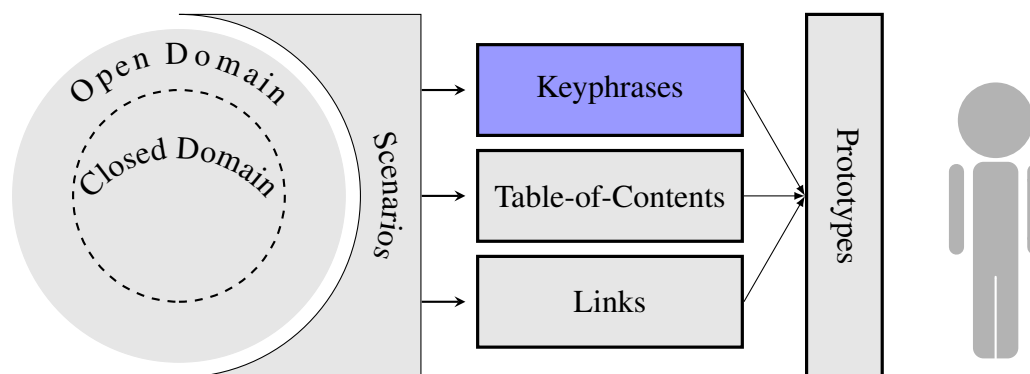 Open Domain
Closed Domain
Scenarios
Keyphrases
Table-of-Contents
Links
Prototypes